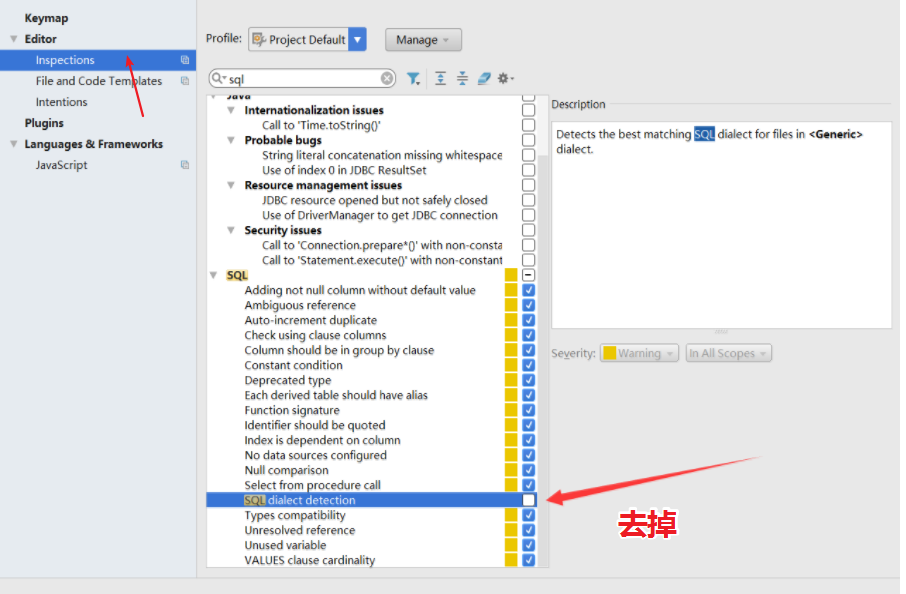 Keymap
Editor
Inspections
File and Code Templates
Intentions
Plugins
Languages & Frameworks
JavaScript
Profile: Project Default Manage
sql
Java
Internationalization issues
Call to 'Time.toString()'
Probable bugs
String literal concatenation missing whitespace
Use of index 0 in JDBC ResultSet
Resource management issues
JDBC resource opened but not safely closed
Use of DriverManager to get JDBC connection
Security issues
Call to 'Connection.prepare*()' with non-consta
Call to 'Statement.execute()' with non-constant
SQL
Adding not null column without default value
Ambiguous reference
Auto-increment duplicate
Check using clause columns
Column should be in group by clause
Constant condition
Deprecated type
Each derived table should have alias
Function signature
Identifier should be quoted
Index is dependent on column
No data sources configured
Null comparison
Select from procedure call
SQL dialect detection
Types compatibility
Unresolved reference
Unused variable
VALUES clause cardinality
Description
Detects the best matching SQL dialect for files in <Generic>
dialect.
Severity: Warning In All Scopes
去掉